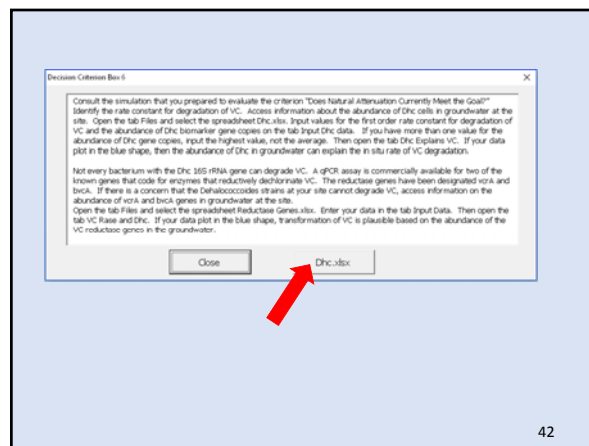 Decision Criterion Box 6
Consult the simulation that you prepared to evaluate the criterion "Does Natural Attenuation Currently Meet the Goal?"
Identify the rate constant for degradation of VC. Access information about the abundance of Dhc cells in groundwater at the
site. Open the tab Files and select the spreadsheet Dhc.xlsx. Input values for the first order rate constant for degradation of
VC and the abundance of Dhc biomarker gene copies on the tab Input Dhc data. If you have more than one value for the
abundance of Dhc gene copies, input the highest value, not the average. Then open the tab Dhc Explains VC. If your data
plot in the blue shape, then the abundance of Dhc in groundwater can explain the in situ rate of VC degradation.
Not every bacterium with the Dhc 16S rRNA gene can degrade VC. A qPCR assay is commercially available for two of the
known genes that code for enzymes that reductively dechlorinate VC. The reductase genes have been designated vcrA and
bvcA. If there is a concern that the Dehalococcoides strains at your site cannot degrade VC, access information on the
abundance of vcrA and bvcA genes in groundwater at the site.
Open the tab Files and select the spreadsheet Reductase Genes.xlsx. Enter your data in the tab Input Data. Then open the
tab VC Rase and Dhc. If your data plot in the blue shape, transformation of VC is plausible based on the abundance of the
VC reductase genes in the groundwater.
Close
Dhc.xlsx
42